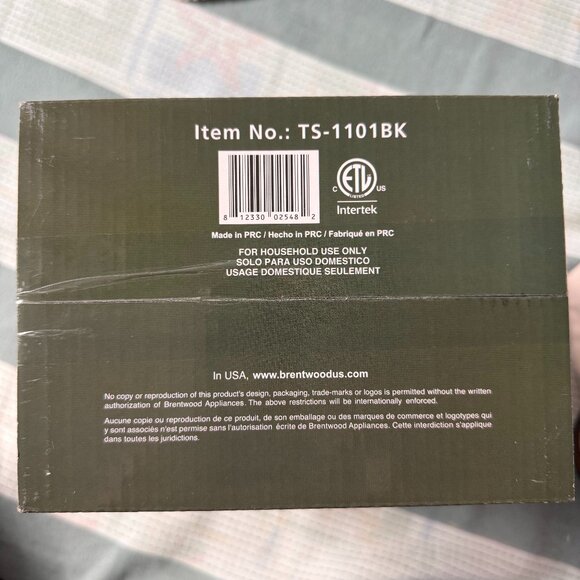 Item No.: TS-1101BK
8 12330 02548 2
C ETL US
LISTED
Intertek
Made in PRC / Hecho in PRC / Fabriqué en PRC
FOR HOUSEHOLD USE ONLY
SOLO PARA USO DOMESTICO
USAGE DOMESTIQUE SEULEMENT
In USA, www.brentwoodus.com
No copy or reproduction of this product's design, packaging, trade-marks or logos is permitted without the written
authorization of Brentwood Appliances. The above restrictions will be internationally enforced.
Aucune copie ou reproduction de ce produit, de son emballage ou des marques de commerce et logotypes qui
y sont associés n'est permise sans l'autorisation écrite de Brentwood Appliances. Cette interdiction s'applique
dans toutes les juridictions.